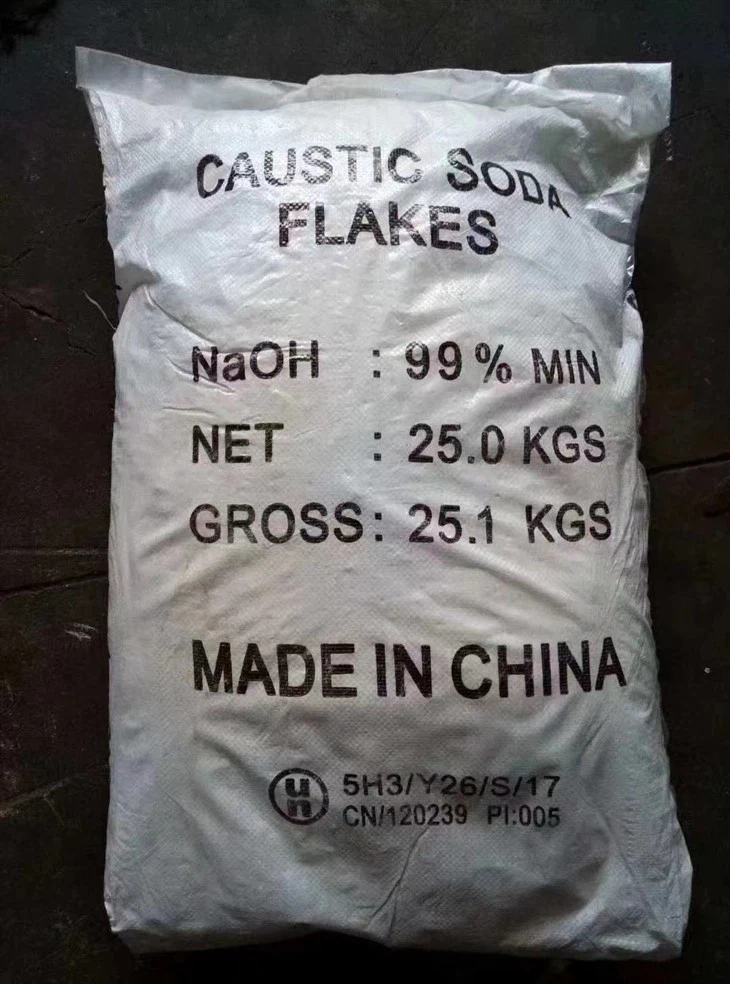 CAUSTIC SODA
FLAKES
NaOH : 99% MIN
NET : 25.0 KGS
GROSS: 25.1 KGS
MADE IN CHINA
UN 5H3/Y26/S/17
CN/120239 PI:005